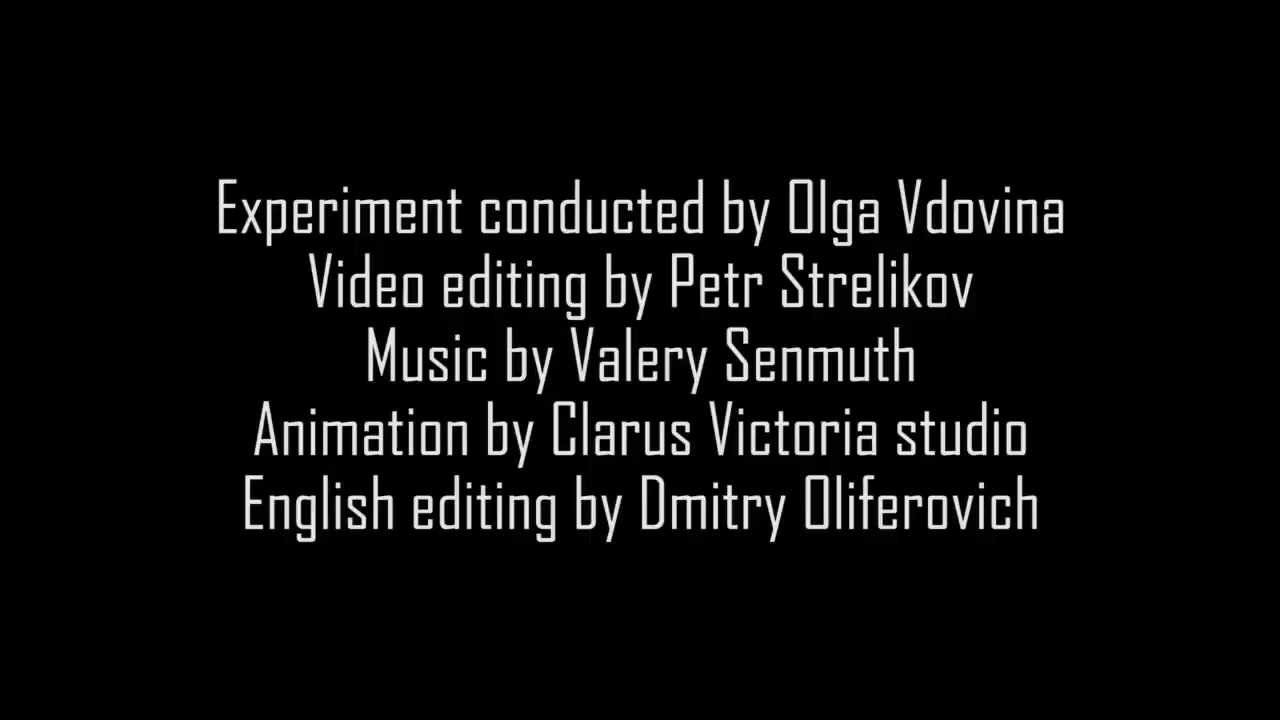 Experiment conducted by Olga Vdovina
Video editing by Petr Strelikov
Music by Valery Senmuth
Animation by Clarus Victoria studio
English editing by Dmitry Oliferovich